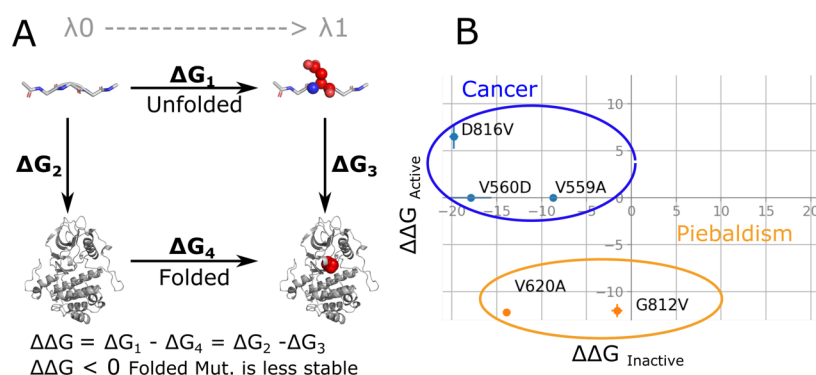 A
λ0 ---------------> λ1
ΔG1
Unfolded
ΔG2
ΔG3
ΔG4
Folded
ΔΔG = ΔG1 - ΔG4 = ΔG2 -ΔG3
ΔΔG < 0 Folded Mut. is less stable
B
Cancer
10
D816V
5
V560D
V559A
0
−20
−15
−10
−5
0
5
10
15
20
ΔΔG Active
−5
Piebaldism
−10
V620A
G812V
ΔΔG Inactive